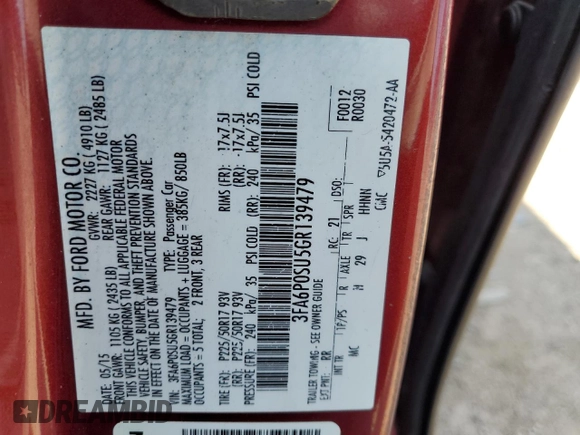 MFD. BY FORD MOTOR CO.
DATE: 05/15 GVWR: 2227 KG ( 4910 LB)
FRONT GAWR: 1105 KG ( 2435 LB) REAR GAWR: 1127 KG ( 2485 LB)
THIS VEHICLE CONFORMS TO ALL APPLICABLE FEDERAL MOTOR
VEHICLE SAFETY, BUMPER, AND THEFT PREVENTION STANDARDS
IN EFFECT ON THE DATE OF MANUFACTURE SHOWN ABOVE.
VIN: 3FA6P0SU5GR139479 TYPE: Passenger Car
MAXIMUM LOAD = OCCUPANTS + LUGGAGE = 385KG/ 850LB
OCCUPANTS = 5 TOTAL: 2 FRONT, 3 REAR
TIRE (FR): P225/50R17 93V RIMS (FR): -17x7.5J
TIRE (RR): P225/50R17 93V (RR): -17x7.5J
PRESSURE (FR): 240 kPa/ 35 PSI COLD (RR): 240 kPa/ 35 PSI COLD
3FA6P0SU5GR139479
F0012
R0030
TRAILER TOWING - SEE OWNER GUIDE
EXT PNT: RR RC: 21 DSO:
INT TR TP/PS R AXLE TR SPR
MC M 29 J HHNN
CWC ▽5U5A-5420472-AA
DREAMBID